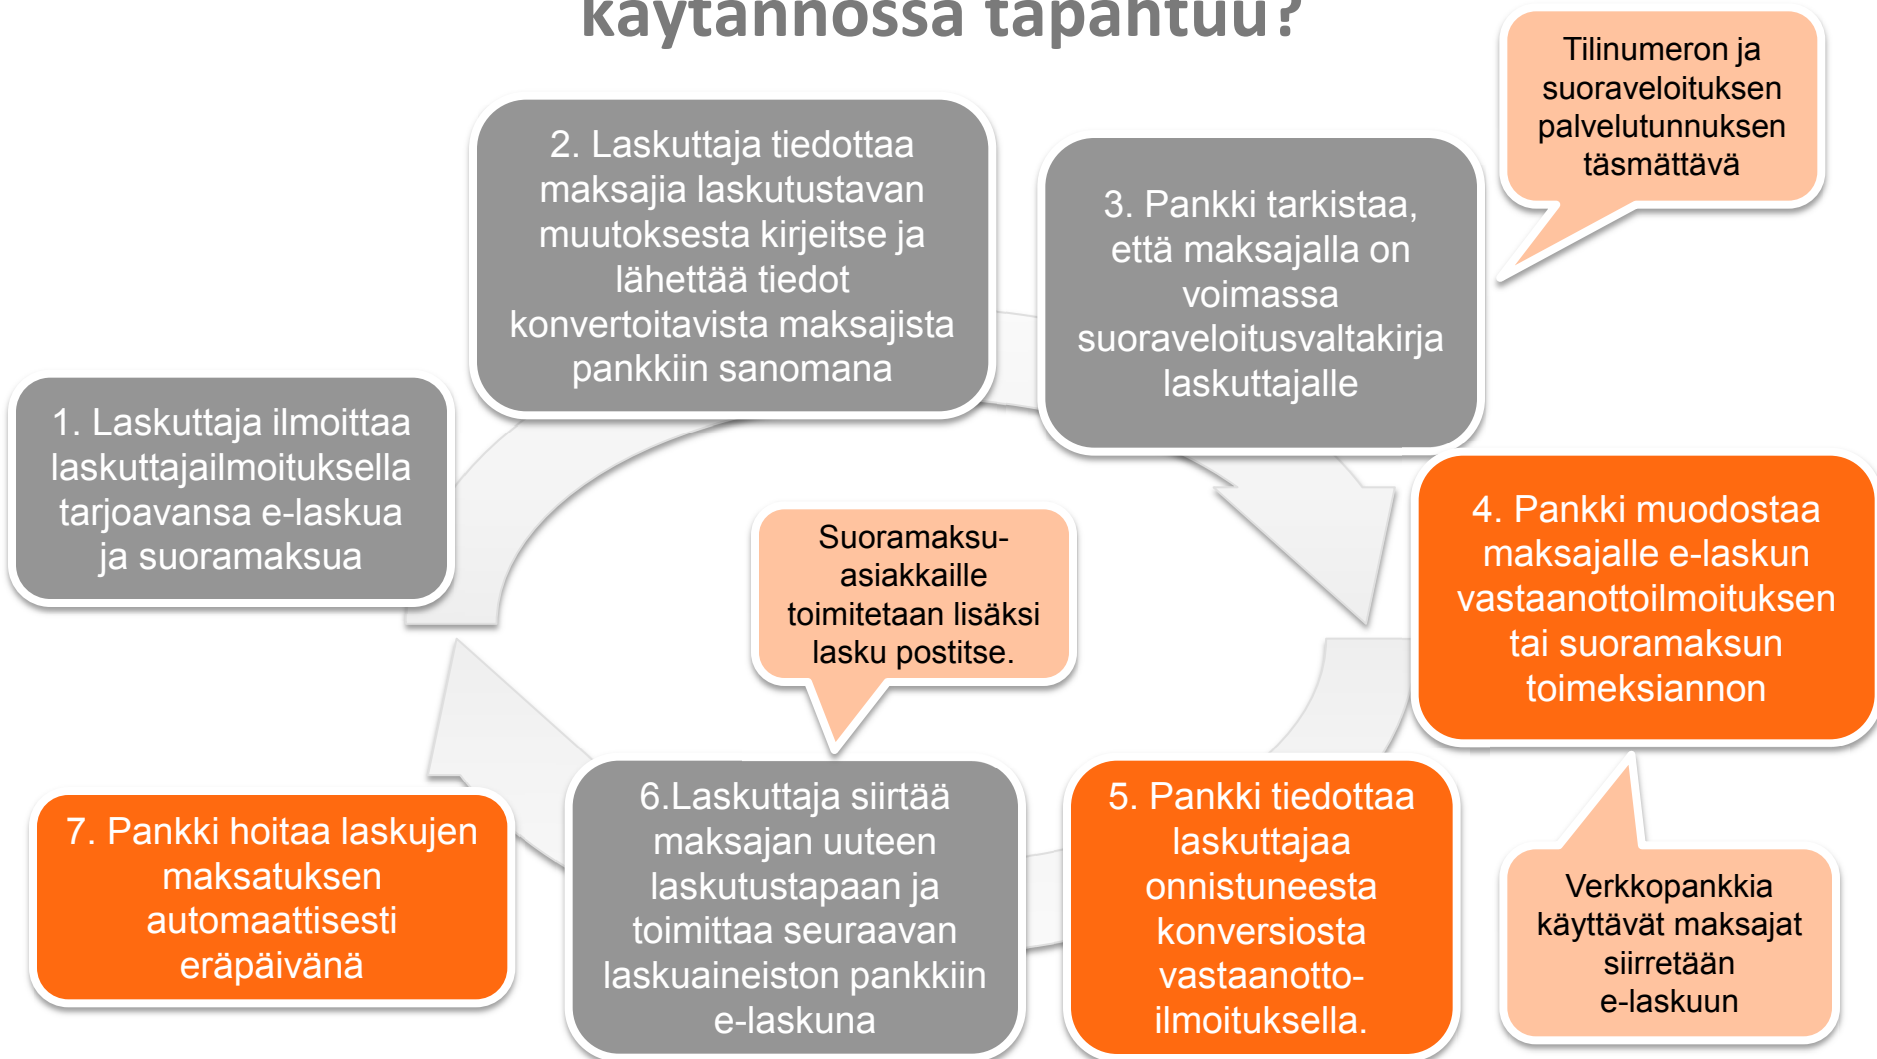 käytännössä tapahtuu?
Tilinumeron ja
suoraveloituksen
palvelutunnuksen
täsmättävä
2. Laskuttaja tiedottaa
maksajia laskutustavan
muutoksesta kirjeitse ja
lähettää tiedot
konvertoitavista maksajista
pankkiin sanomana
3. Pankki tarkistaa,
että maksajalla on
voimassa
suoraveloitusvaltakirja
laskuttajalle
1. Laskuttaja ilmoittaa
laskuttajailmoituksella
tarjoavansa e-laskua
ja suoramaksua
4. Pankki muodostaa
maksajalle e-laskun
vastaanottoilmoituksen
tai suoramaksun
toimeksiannon
Suoramaksu-
asiakkaille
toimitetaan lisäksi
lasku postitse.
7. Pankki hoitaa laskujen
maksatuksen
automaattisesti
eräpäivänä
6.Laskuttaja siirtää
maksajan uuteen
laskutustapaan ja
toimittaa seuraavan
laskuaineiston pankkiin
e-laskuna
5. Pankki tiedottaa
laskuttajaa
onnistuneesta
konversiosta
vastaanotto-
ilmoituksella.
Verkkopankkia
käyttävät maksajat
siirretään
e-laskuun